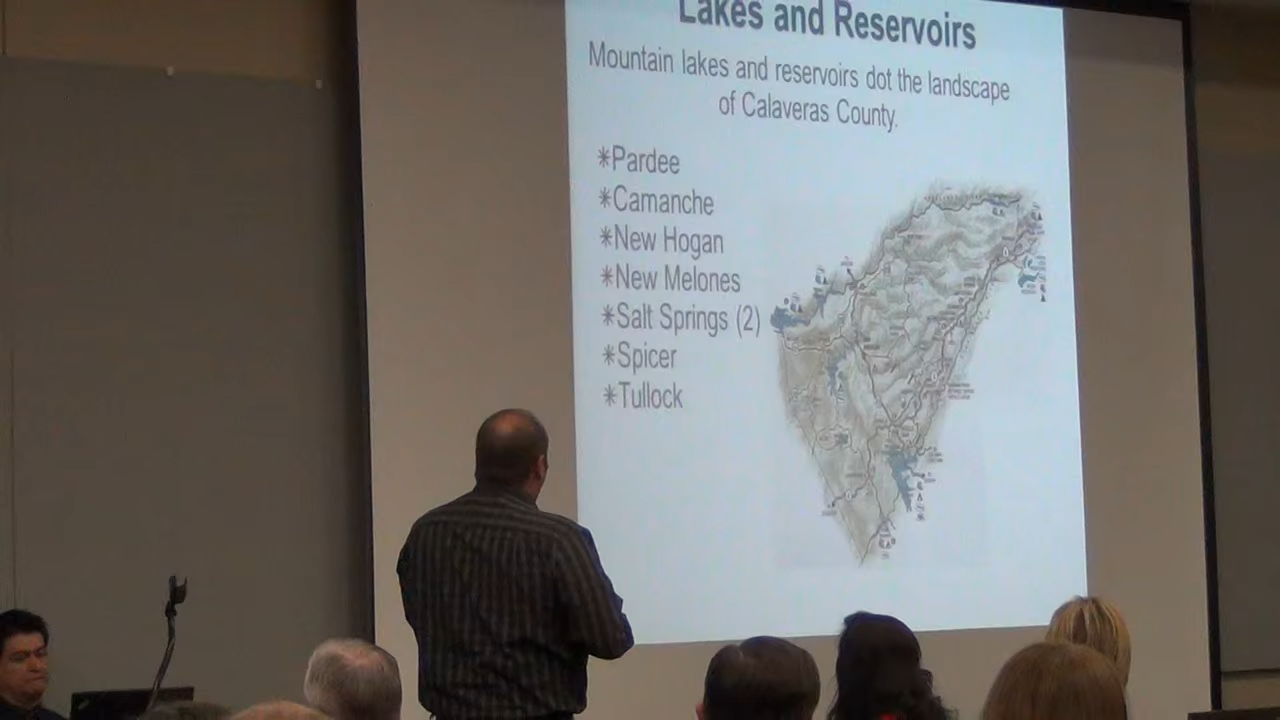 Lakes and Reservoirs
Mountain lakes and reservoirs dot the landscape
of Calaveras County.
*Pardee
*Camanche
*New Hogan
*New Melones
*Salt Springs (2)
*Spicer
*Tullock